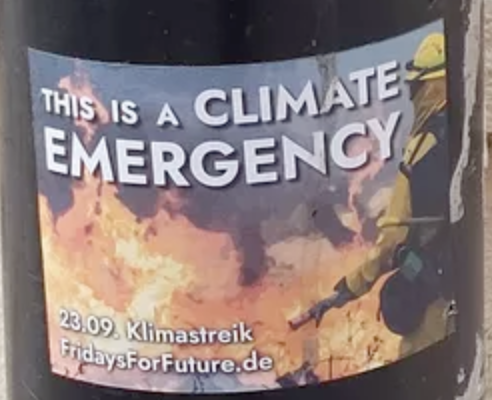 THIS IS A CLIMATE
EMERGENCY
23.09. Klimastreik
FridaysForFuture.de